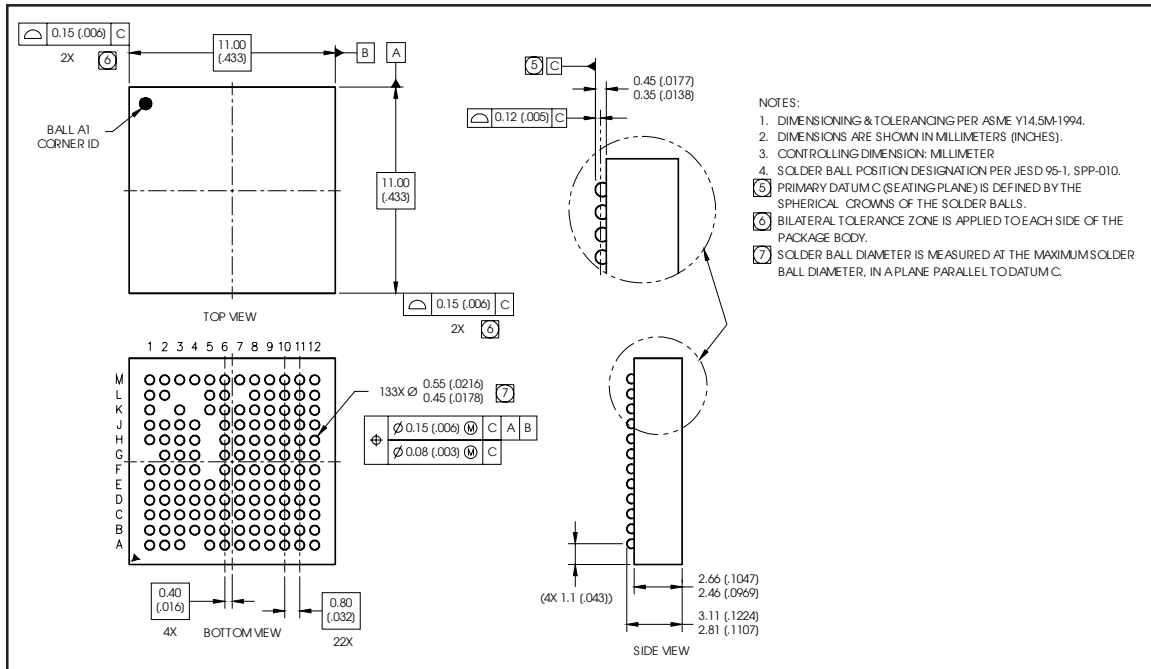 0.15 (.006) C
2X 6
11.00
(.433)
B A
BALL A1
CORNER ID
11.00
(.433)
0.15 (.006) C
2X 6
TOP VIEW
5 C
0.45 (.0177)
0.35 (.0138)
0.12 (.005) C
NOTES:
1. DIMENSIONING & TOLERANCING PER ASME Y14.5M-1994.
2. DIMENSIONS ARE SHOWN IN MILLIMETERS (INCHES).
3. CONTROLLING DIMENSION: MILLIMETER
4. SOLDER BALL POSITION DESIGNATION PER JESD 95-1, SPP-010.
5 PRIMARY DATUM C (SEATING PLANE) IS DEFINED BY THE
SPHERICAL CROWNS OF THE SOLDER BALLS.
6 BILATERAL TOLERANCE ZONE IS APPLIED TO EACH SIDE OF THE
PACKAGE BODY.
7 SOLDER BALL DIAMETER IS MEASURED AT THE MAXIMUM SOLDER
BALL DIAMETER, IN A PLANE PARALLEL TO DATUM C.
1 2 3 4 5 6 7 8 9 10 11 12
M
L
K
J
H
G
F
E
D
C
B
A
133X Ø 0.55 (.0216)
0.45 (.0178) 7
Ø 0.15 (.006) Ⓜ C A B
Ø 0.08 (.003) Ⓜ C
0.40
(.016)
4X
BOTTOM VIEW
0.80
(.032)
22X
(4X 1.1 (.043))
2.66 (.1047)
2.46 (.0969)
3.11 (.1224)
2.81 (.1107)
SIDE VIEW